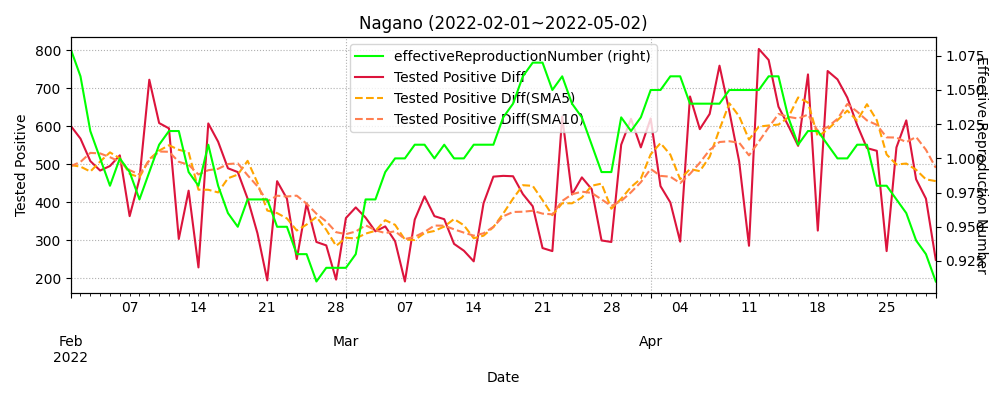 Nagano (2022-02-01~2022-05-02)
effectiveReproductionNumber (right)
Tested Positive Diff
Tested Positive Diff(SMA5)
Tested Positive Diff(SMA10)
Tested Positive
800
700
600
500
400
300
200
1.075
1.050
1.025
1.000
0.975
0.950
0.925
Effective Reproduction Number
07 14 21 28 07 14 21 28 04 11 18 25
Feb Mar Apr
2022
Date